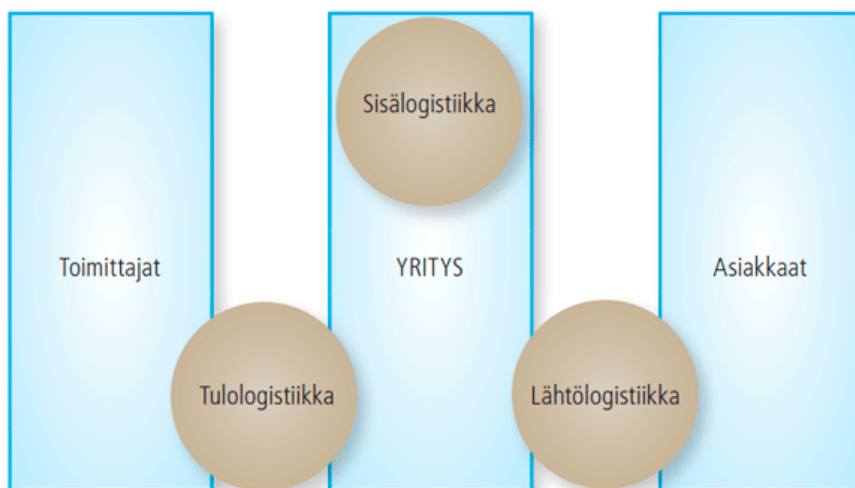 Sisälogistiikka
Toimittajat
YRITYS
Asiakkaat
Tulologistiikka
Lähtölogistiikka